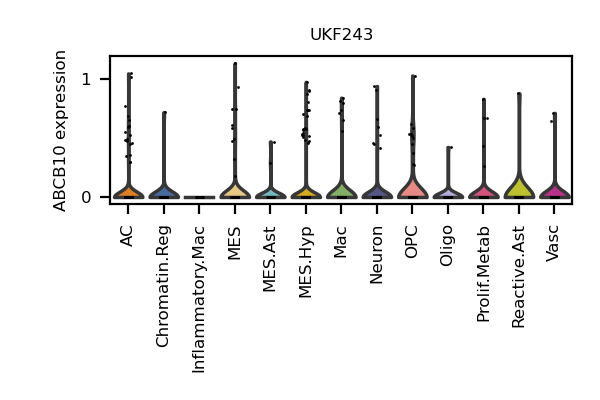 UKF243
ABCB10 expression
1
0
AC
Chromatin.Reg
Inflammatory.Mac
MES
MES.Ast
MES.Hyp
Mac
Neuron
OPC
Oligo
Prolif.Metab
Reactive.Ast
Vasc